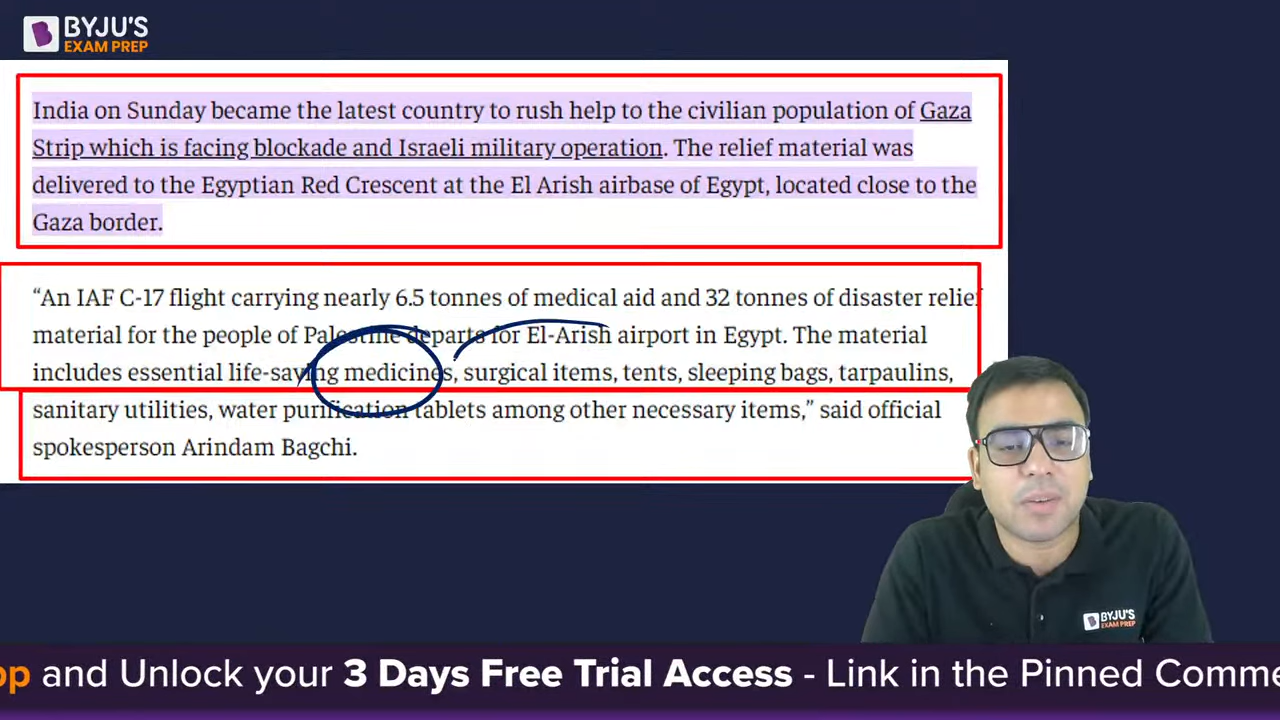 BYJU'S
EXAM PREP
India on Sunday became the latest country to rush help to the civilian population of Gaza
Strip which is facing blockade and Israeli military operation. The relief material was
delivered to the Egyptian Red Crescent at the El Arish airbase of Egypt, located close to the
Gaza border.
“An IAF C-17 flight carrying nearly 6.5 tonnes of medical aid and 32 tonnes of disaster relief
material for the people of Palestine departs for El-Arish airport in Egypt. The material
includes essential life-saving medicines, surgical items, tents, sleeping bags, tarpaulins,
sanitary utilities, water purification tablets among other necessary items,” said official
spokesperson Arindam Bagchi.
BYJU'S
EXAM PREP
pp and Unlock your 3 Days Free Trial Access - Link in the Pinned Comme